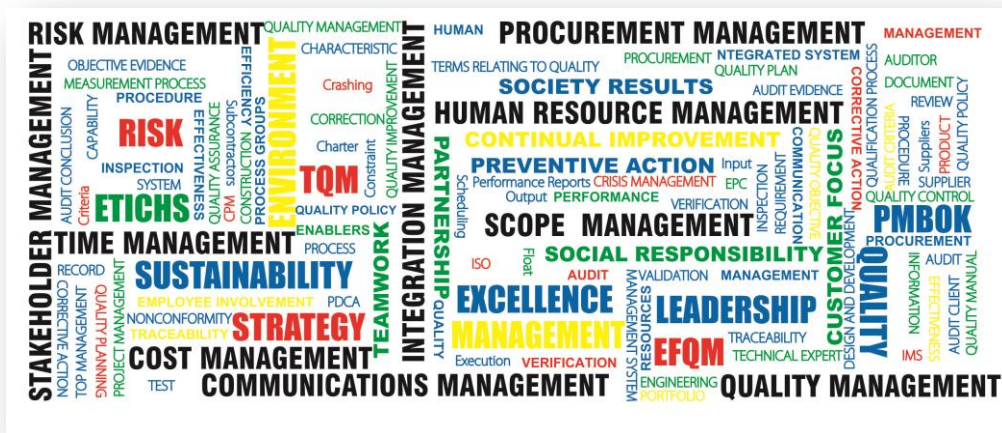 RISK MANAGEMENT
QUALITY MANAGEMENT
HUMAN
PROCUREMENT MANAGEMENT
MANAGEMENT
OBJECTIVE EVIDENCE
MEASUREMENT PROCESS
PROCEDURE
EFFICIENCY
ENVIRONMENT
CHARACTERISTIC
Crashing
CORRECTION
Charter
Constraint
QUALITY IMPROVEMENT
TQM
STAKEHOLDER MANAGEMENT
AUDIT CONCLUSION
CAPABILITY
RISK
INSPECTION
SYSTEM
Criteria
ETICHS
EFFECTIVENESS
QUALITY ASSURANCE
subcontractors
CPM
CONSTRUCTION
PROCESS GROUPS
QUALITY POLICY
ENABLERS
PROCESS
TIME MANAGEMENT
RECORD
SUSTAINABILITY
EMPLOYEE INVOLVEMENT
PDCA
NONCONFORMITY
TRACEABILITY
STRATEGY
COST MANAGEMENT
TEST
CORRECTIVE ACTION
TOP MANAGEMENT
QUALITY PLANNING
PROJECT MANAGEMENT
TEAMWORK
INTEGRATION MANAGEMENT
COMMUNICATIONS MANAGEMENT
TERMS RELATING TO QUALITY
PROCUREMENT
NTEGRATED SYSTEM
QUALITY PLAN
SOCIETY RESULTS
AUDIT EVIDENCE
HUMAN RESOURCE MANAGEMENT
CONTINUAL IMPROVEMENT
PREVENTIVE ACTION
Input
Performance Reports
CRISIS MANAGEMENT
EPC
Output
PERFORMANCE
VERIFICATION
Scheduling
PARTNERSHIP
QUALITY
SCOPE MANAGEMENT
INSPECTION
REQUIREMENT
COMMUNICATION
QUALITY OBJECTIVE
CUSTOMER FOCUS
SOCIAL RESPONSIBILITY
ISO
Float
AUDIT
VALIDATION
MANAGEMENT
EXCELLENCE
MANAGEMENT
LEADERSHIP
MANAGEMENT SYSTEM
RESOURCES
Execution
VERIFICATION
EFQM
TRACEABILITY
TECHNICAL EXPERT
ENGINEERING
PORTFOLIO
QUALITY MANAGEMENT
CORRECTIVE ACTION
QUALIFICATION PROCESS
AUDITOR
DOCUMENT
REVIEW
AUDIT CRITERIA
PROCEDURE
Suppliers
PRODUCT
QUALITY POLICY
SUPPLIER
QUALITY CONTROL
PMBOK
PROCUREMENT
DESIGN AND DEVELOPMENT
QUALITY
AUDIT
INFORMATION
EFFECTIVENESS
AUDIT CLIENT
QUALITY MANUAL
IMS